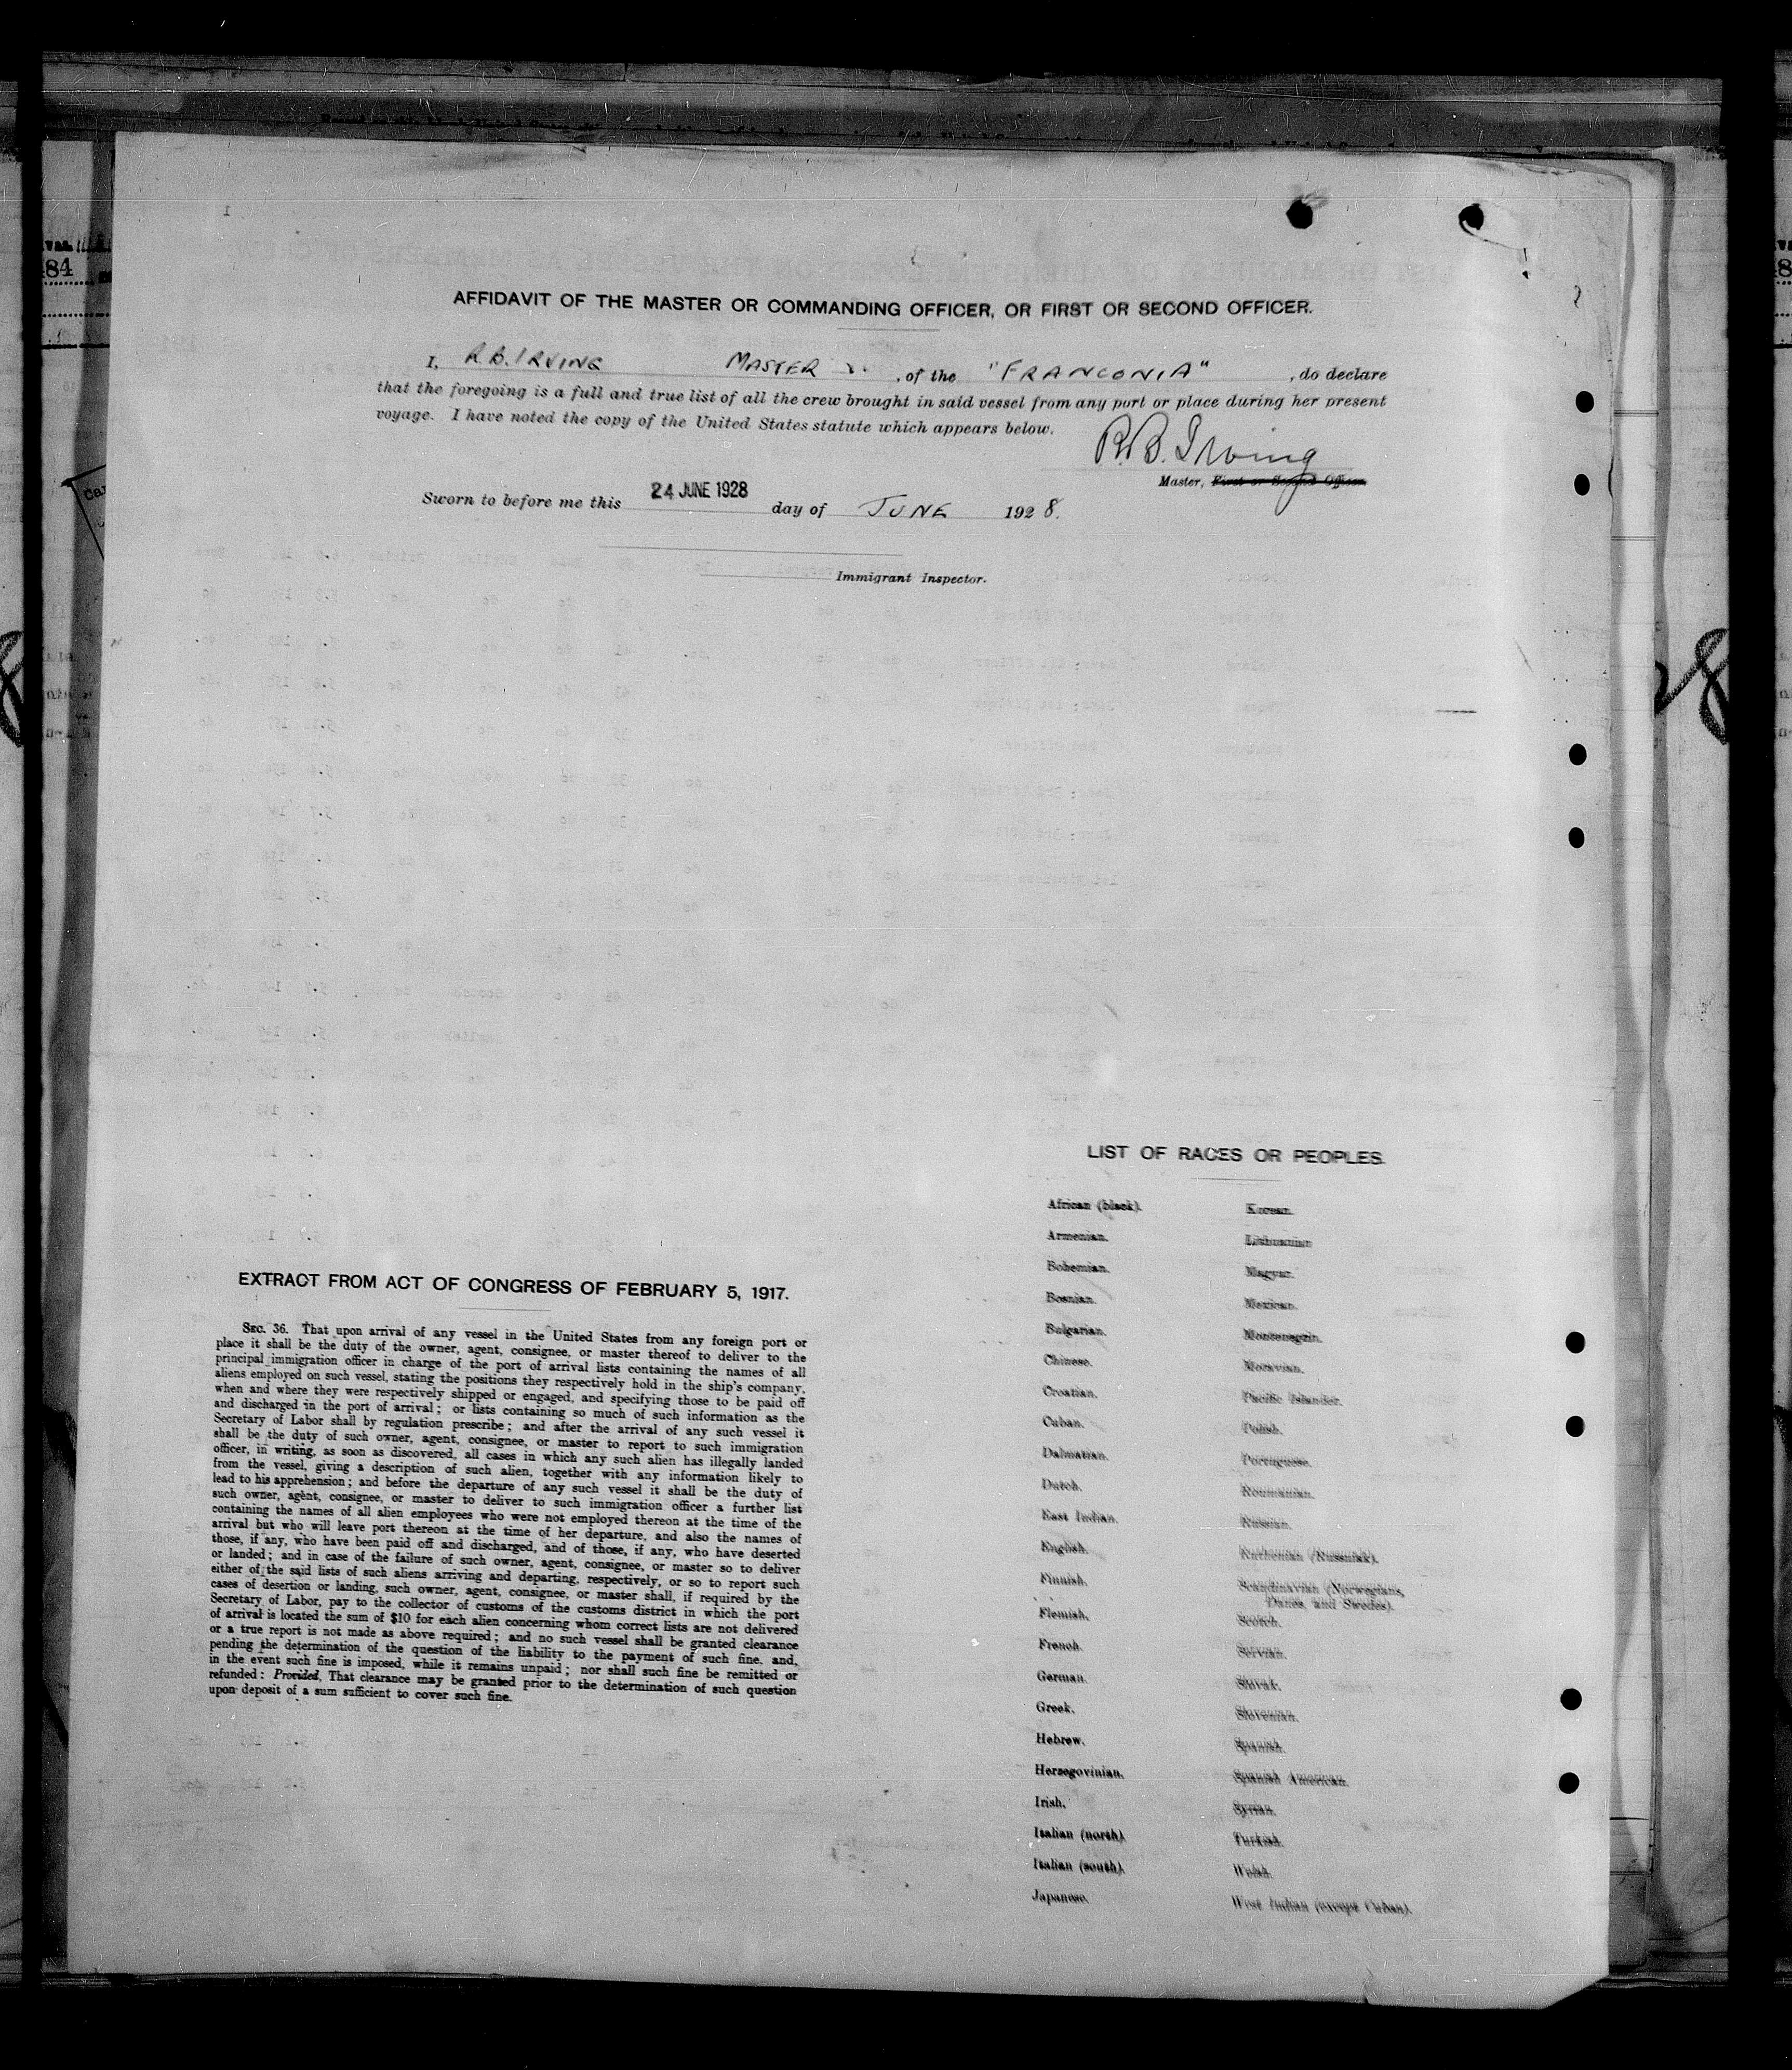 AFFIDAVIT OF THE MASTER OR COMMANDING OFFICER, OR FIRST OR SECOND OFFICER.
I, R.B. IRVING MASTER , of the "FRANCONIA" , do declare
that the foregoing is a full and true list of all the crew brought in said vessel from any port or place during her present
voyage. I have noted the copy of the United States statute which appears below.
R.B. Irving
Master, First or Second Officer.
Sworn to before me this 24 JUNE 1928 day of JUNE 1928.
Immigrant Inspector.
LIST OF RACES OR PEOPLES.
African (black). Korean.
Armenian. Lithuanian
Bohemian. Magyar.
Bosnian. Mexican.
Bulgarian. Montenegrin.
Chinese. Moravian.
Croatian. Pacific Islander.
Cuban. Polish.
Dalmatian. Portuguese.
Dutch. Roumanian.
East Indian. Russian.
English. Ruthenian (Russniak).
Finnish. Scandinavian (Norwegians,
Danes, and Swedes).
Flemish. Scotch.
French. Servian.
German. Slovak.
Greek. Slovenian.
Hebrew. Spanish.
Herzegovinian. Spanish American.
Irish. Syrian.
Italian (north). Turkish.
Italian (south). Welsh.
Japanese. West Indian (except Cuban).
EXTRACT FROM ACT OF CONGRESS OF FEBRUARY 5, 1917.
SEC. 36. That upon arrival of any vessel in the United States from any foreign port or
place it shall be the duty of the owner, agent, consignee, or master thereof to deliver to the
principal immigration officer in charge of the port of arrival lists containing the names of all
aliens employed on such vessel, stating the positions they respectively hold in the ship's company,
when and where they were respectively shipped or engaged, and specifying those to be paid off
and discharged in the port of arrival; or lists containing so much of such information as the
Secretary of Labor shall by regulation prescribe; and after the arrival of any such vessel it
shall be the duty of such owner, agent, consignee, or master to report to such immigration
officer, in writing, as soon as discovered, all cases in which any such alien has illegally landed
from the vessel, giving a description of such alien, together with any information likely to
lead to his apprehension; and before the departure of any such vessel it shall be the duty of
such owner, agent, consignee, or master to deliver to such immigration officer a further list
containing the names of all alien employees who were not employed thereon at the time of the
arrival but who will leave port thereon at the time of her departure, and also the names of
those, if any, who have been paid off and discharged, and of those, if any, who have deserted
or landed; and in case of the failure of such owner, agent, consignee, or master so to deliver
either of the said lists of such aliens arriving and departing, respectively, or so to report such
cases of desertion or landing, such owner, agent, consignee, or master shall, if required by the
Secretary of Labor, pay to the collector of customs of the customs district in which the port
of arrival is located the sum of $10 for each alien concerning whom correct lists are not delivered
or a true report is not made as above required; and no such vessel shall be granted clearance
pending the determination of the question of the liability to the payment of such fine, and,
in the event such fine is imposed, while it remains unpaid; nor shall such fine be remitted or
refunded: Provided, That clearance may be granted prior to the determination of such question
upon deposit of a sum sufficient to cover such fine.